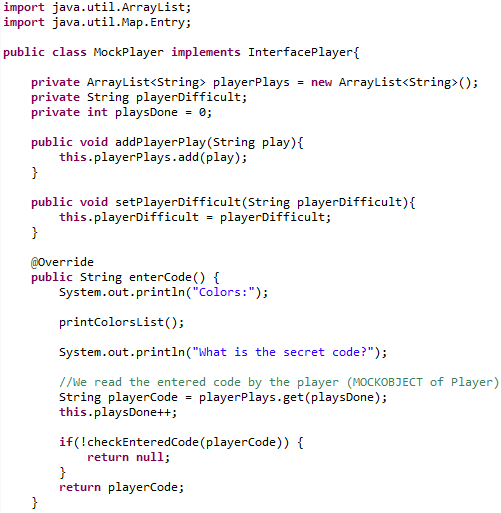 import java.util.ArrayList;
import java.util.Map.Entry;
public class MockPlayer implements InterfacePlayer{
private ArrayList<String> playerPlays = new ArrayList<String>();
private String playerDifficult;
private int playsDone = 0;
public void addPlayerPlay(String play){
this.playerPlays.add(play);
}
public void setPlayerDifficult(String playerDifficult){
this.playerDifficult = playerDifficult;
}
@Override
public String enterCode() {
System.out.println("Colors:");
printColorsList();
System.out.println("What is the secret code?");
//We read the entered code by the player (MOCKOBJECT of Player)
String playerCode = playerPlays.get(playsDone);
this.playsDone++;
if(!checkEnteredCode(playerCode)) {
return null;
}
return playerCode;
}